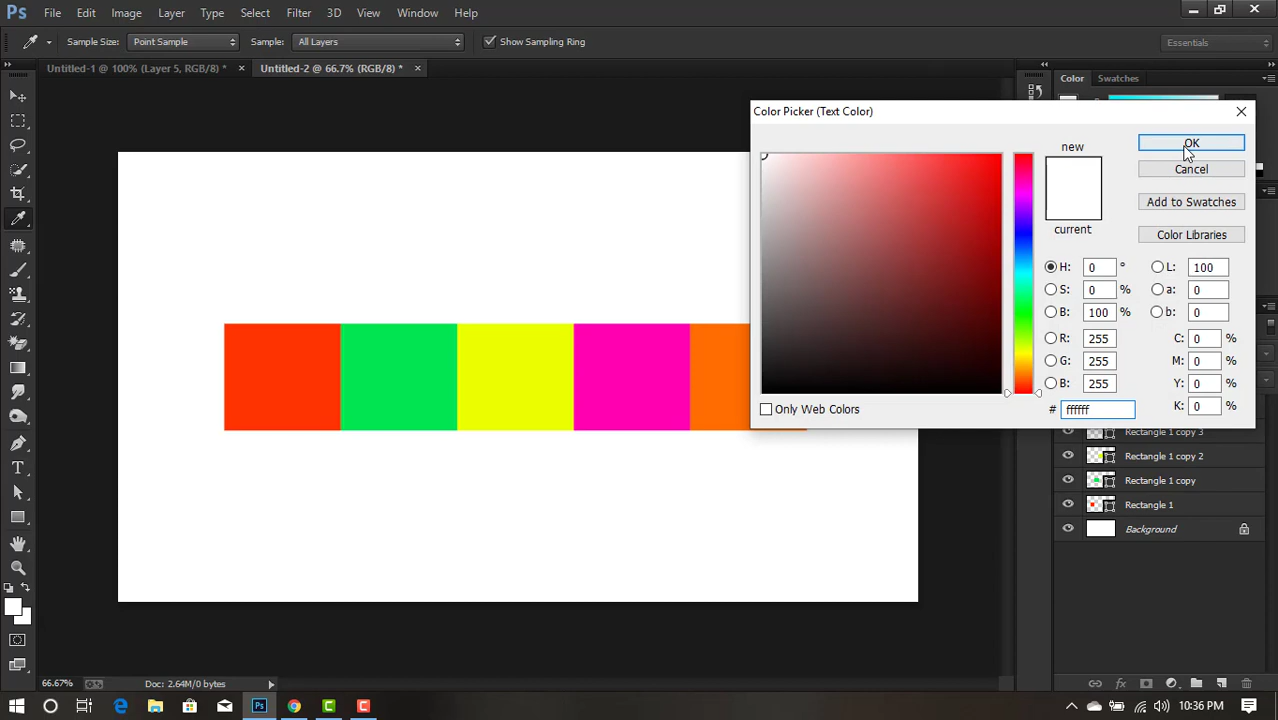 Ps File Edit Image Layer Type Select Filter 3D View Window Help
Sample Size: Point Sample Sample: All Layers Show Sampling Ring Essentials
Untitled-1 @ 100% (Layer 5, RGB/8) * × Untitled-2 @ 66.7% (RGB/8) * × Color Swatches
Color Picker (Text Color)
OK
new
Cancel
Add to Swatches
current
Color Libraries
H: 0 ° L: 100
S: 0 % a: 0
B: 100 % b: 0
R: 255 C: 0 %
G: 255 M: 0 %
B: 255 Y: 0 %
Only Web Colors # ffffff K: 0 %
Rectangle 1 copy 3
Rectangle 1 copy 2
Rectangle 1 copy
Rectangle 1
Background
66.67% Doc: 2.64M/0 bytes
fx
10:36 PM